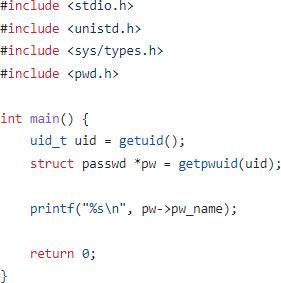 #include <stdio.h>
#include <unistd.h>
#include <sys/types.h>
#include <pwd.h>

int main() {
    uid_t uid = getuid();
    struct passwd *pw = getpwuid(uid);

    printf("%s\n", pw->pw_name);

    return 0;
}